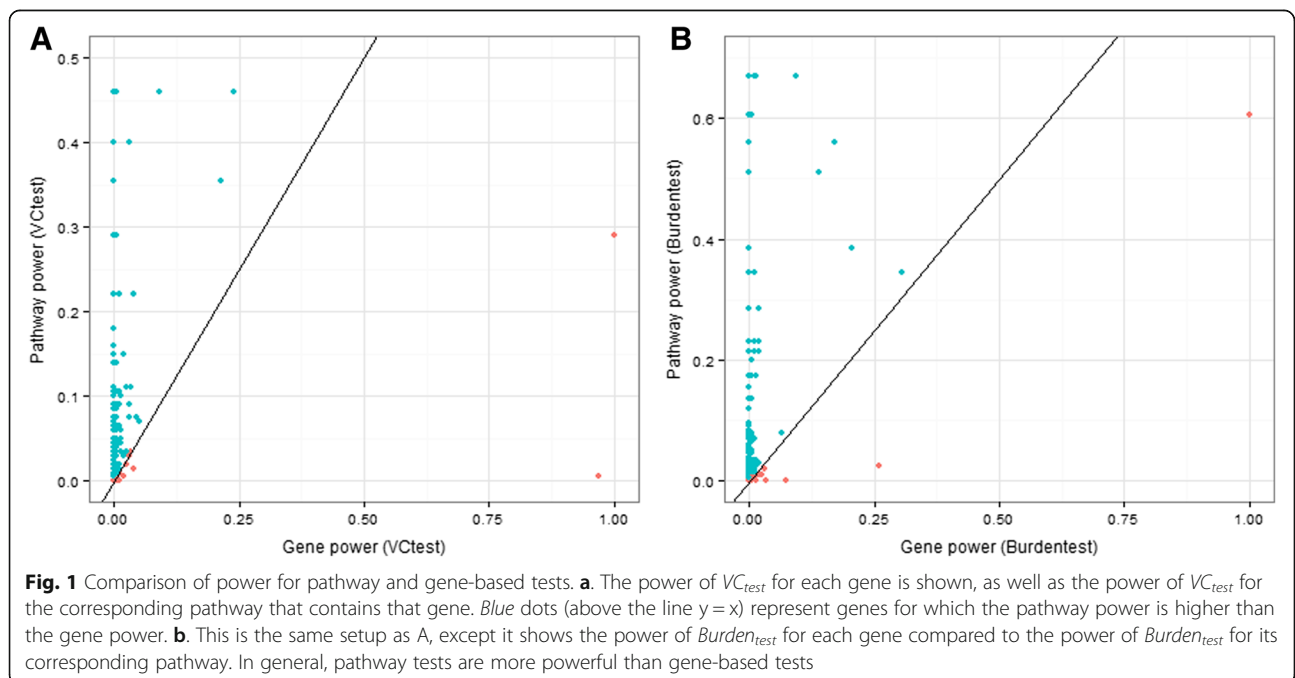 A
0.5
0.4
0.3
0.2
0.1
0.0
Pathway power (VCtest)
0.00 0.25 0.50 0.75 1.00
Gene power (VCtest)
B
0.6
0.4
0.2
0.0
Pathway power (Burdentest)
0.00 0.25 0.50 0.75 1.00
Gene power (Burdentest)
Fig. 1 Comparison of power for pathway and gene-based tests. a. The power of VCtest for each gene is shown, as well as the power of VCtest for
the corresponding pathway that contains that gene. Blue dots (above the line y = x) represent genes for which the pathway power is higher than
the gene power. b. This is the same setup as A, except it shows the power of Burdentest for each gene compared to the power of Burdentest for its
corresponding pathway. In general, pathway tests are more powerful than gene-based tests